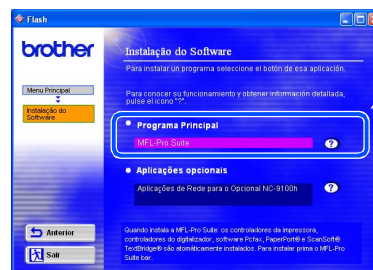 Flash
brother
Instalação do Software
Para instalar un programa seleccione el botón de esa aplicación.
Menu Principal
Para conocer su funcionamiento y obtener información detallada,
pulse el icono "?".
Instalação do
Software
Programa Principal
MFL-Pro Suite
?
Aplicações opcionais
Aplicações de Rede para o Opcional NC-9100h
?
Anterior
Sair
Quando instala a MFL-Pro Suite: os controladores da impressora,
controladores do digitalizador, software Pcfax, PaperPort® e ScanSoft®
TextBridge® são atomáticamente instalados. Para instalar prima o MFL-Pro
Suite bar.